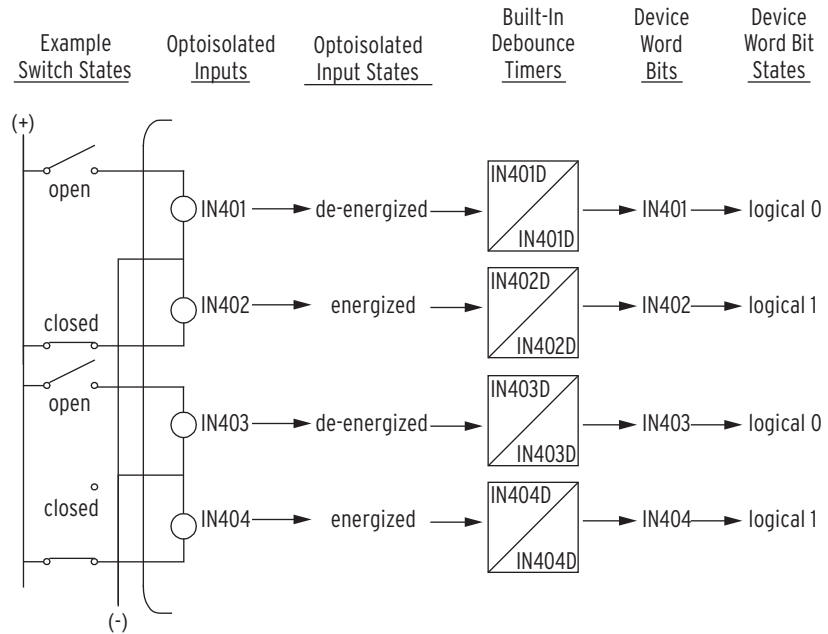 Example
Switch States
Optoisolated
Inputs
Optoisolated
Input States
Built-In
Debounce
Timers
Device
Word
Bits
Device
Word Bit
States
(+)
open
IN401
de-energized
IN401D
IN401D
IN401
logical 0
closed
IN402
energized
IN402D
IN402D
IN402
logical 1
open
IN403
de-energized
IN403D
IN403D
IN403
logical 0
closed
IN404
energized
IN404D
IN404D
IN404
logical 1
(-)